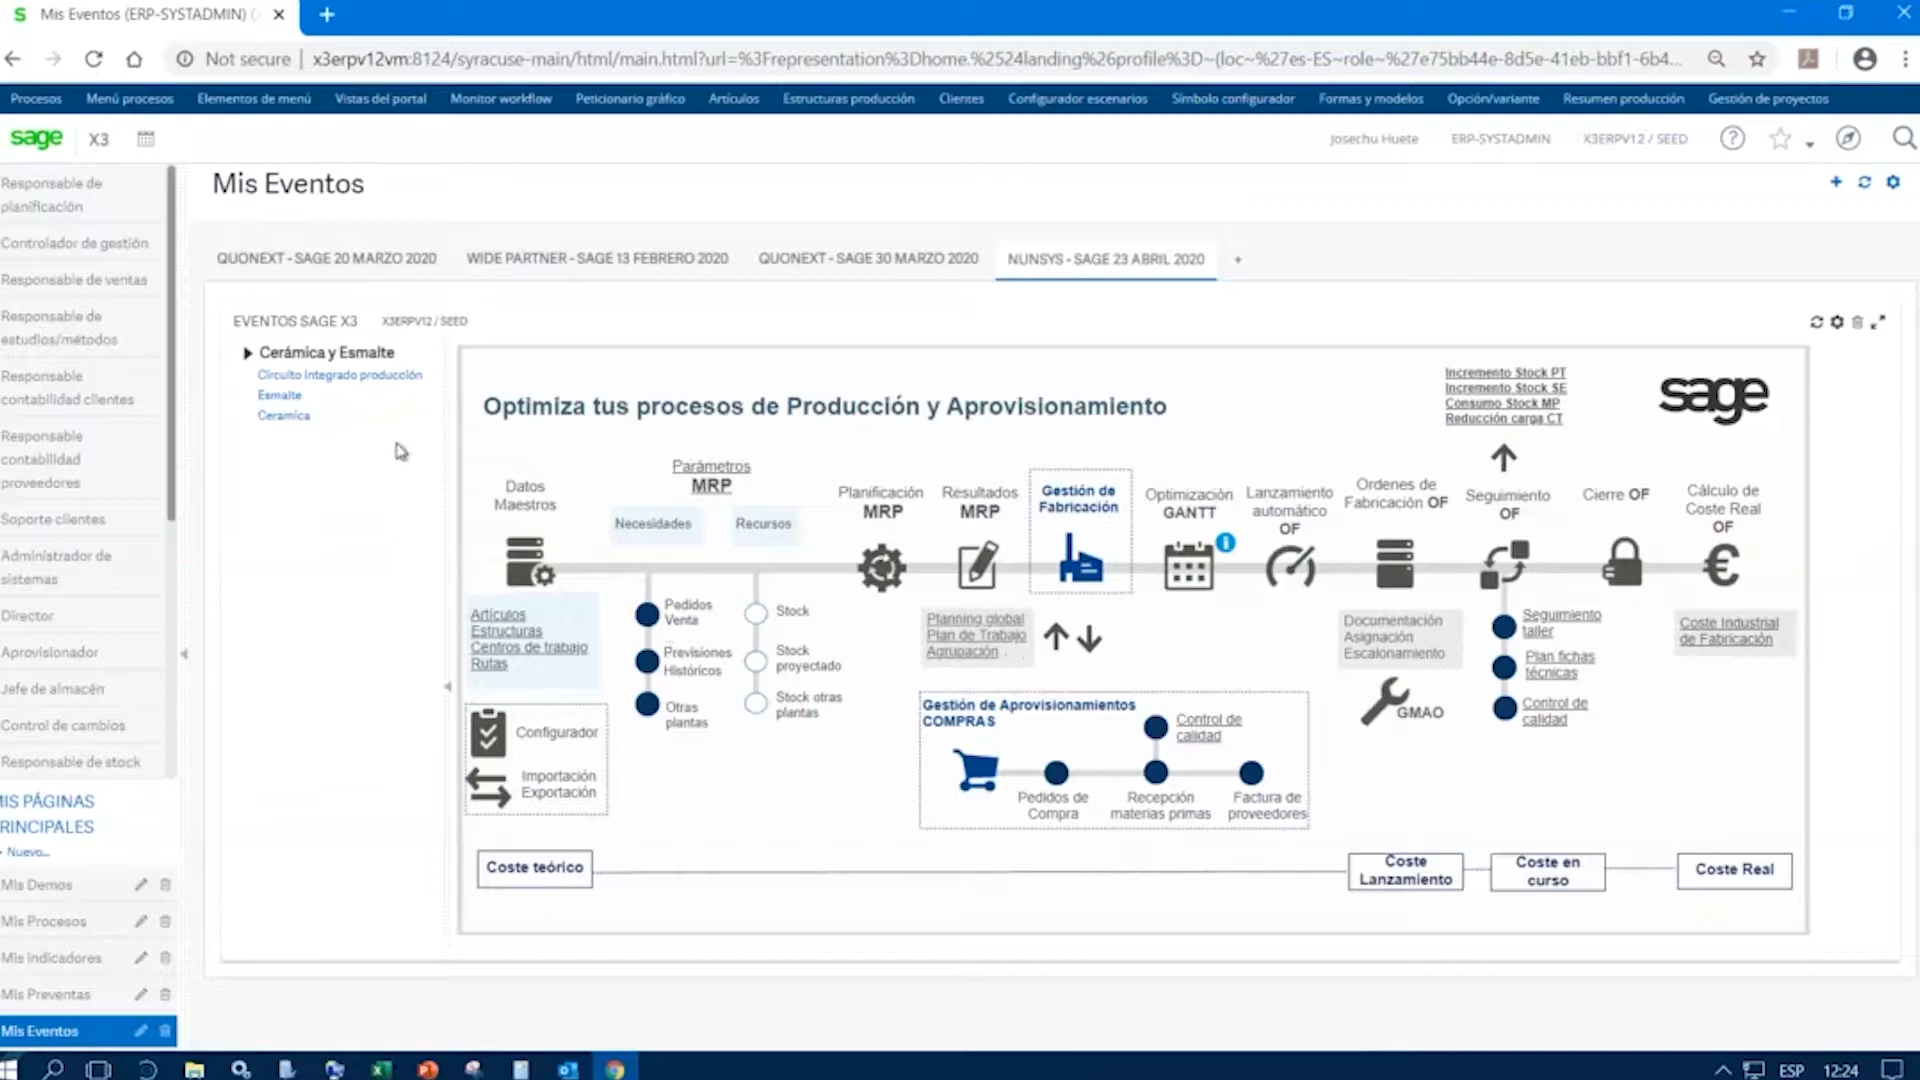 Mis Eventos (ERP-SYSTADMIN)
Not secure
x3erpv12vm:8124/syracuse-main/html/main.html?url=%3Frepresentation%3Dhome.%2524landing%26profile%3D~(loc~%27es-ES~role~%27e75bb44e-8d5e-41eb-bbf1-6b4...
Procesos
Menú procesos
Elementos de menú
Vistas del portal
Monitor workflow
Peticionario gráfico
Artículos
Estructuras producción
Clientes
Configurador escenarios
Símbolo configurador
Formas y modelos
Opción/variante
Resumen producción
Gestión de proyectos
sage
X3
Josechu Huete
ERP-SYSTADMIN
X3ERPV12 / SEED
Responsable de
planificación
Controlador de gestión
Responsable de ventas
Responsable de
estudios/métodos
Responsable
contabilidad clientes
Responsable
contabilidad
proveedores
Soporte clientes
Administrador de
sistemas
Director
Aprovisionador
Jefe de almacén
Control de cambios
Responsable de stock
MIS PÁGINAS
PRINCIPALES
Nuevo...
Mis Demos
Mis Procesos
Mis indicadores
Mis Preventas
Mis Eventos
Mis Eventos
QUONEXT - SAGE 20 MARZO 2020
WIDE PARTNER - SAGE 13 FEBRERO 2020
QUONEXT - SAGE 30 MARZO 2020
NUNSYS - SAGE 23 ABRIL 2020
+
EVENTOS SAGE X3
X3ERPV12 / SEED
Cerámica y Esmalte
Circuito integrado producción
Esmalte
Ceramica
Optimiza tus procesos de Producción y Aprovisionamiento
Incremento Stock PT
Incremento Stock SE
Consumo Stock MP
Reducción carga CT
sage
Datos
Maestros
Parámetros
MRP
Necesidades
Recursos
Planificación
MRP
Resultados
MRP
Gestión de
Fabricación
Optimización
GANTT
Lanzamiento
automático
OF
Ordenes de
Fabricación OF
Seguimiento
OF
Cierre OF
Cálculo de
Coste Real
OF
Artículos
Estructuras
Centros de trabajo
Rutas
Pedidos
Venta
Previsiones
Históricos
Otras
plantas
Stock
Stock
proyectado
Stock otras
plantas
Planning global
Plan de Trabajo
Agrupación
Documentación
Asignación
Escalonamiento
GMAO
Seguimiento
taller
Plan fichas
técnicas
Control de
calidad
Coste Industrial
de Fabricación
Configurador
Importación
Exportación
Gestión de Aprovisionamientos
COMPRAS
Control de
calidad
Pedidos de
Compra
Recepción
materias primas
Factura de
proveedores
Coste teórico
Coste
Lanzamiento
Coste en
curso
Coste Real
ESP
12:24